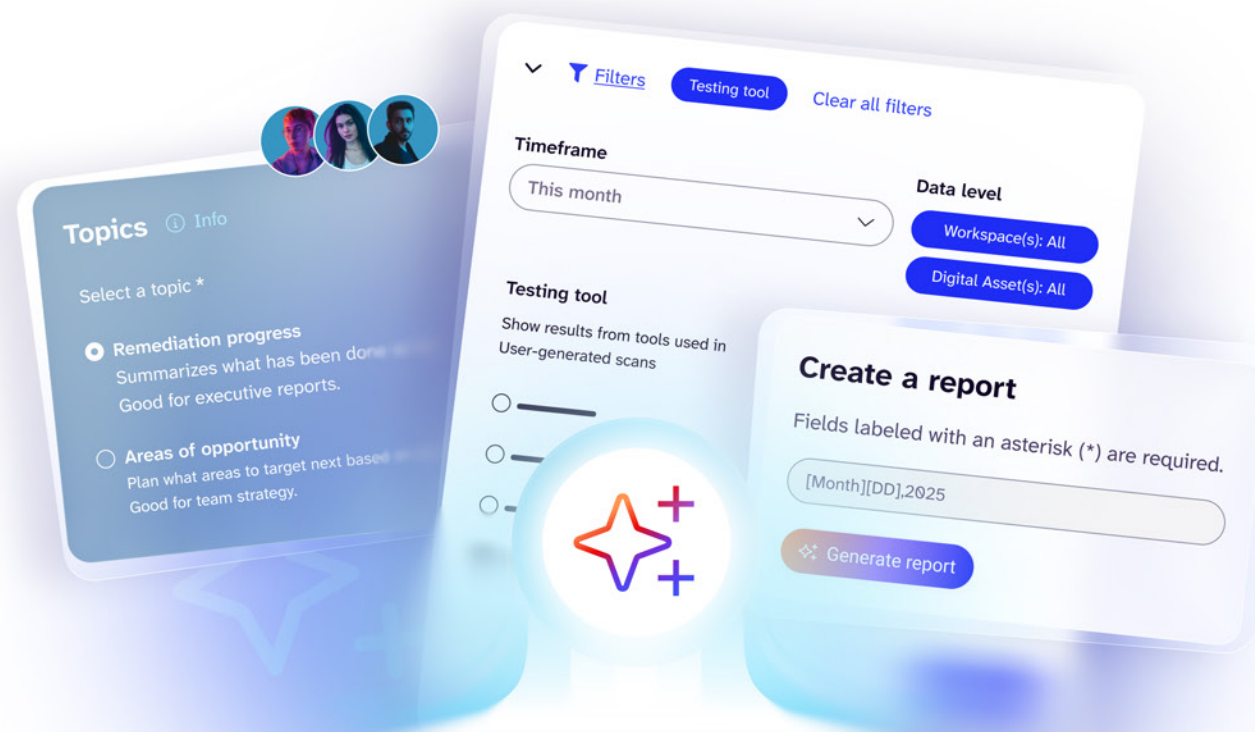 Topics
Info
Select a topic *
Remediation progress
Summarizes what has been done
Good for executive reports.
Areas of opportunity
Plan what areas to target next based
Good for team strategy.
Filters
Testing tool
Clear all filters
Timeframe
This month
Data level
Workspace(s): All
Digital Asset(s): All
Testing tool
Show results from tools used in
User-generated scans
Create a report
Fields labeled with an asterisk (*) are required.
[Month][DD],2025
Generate report